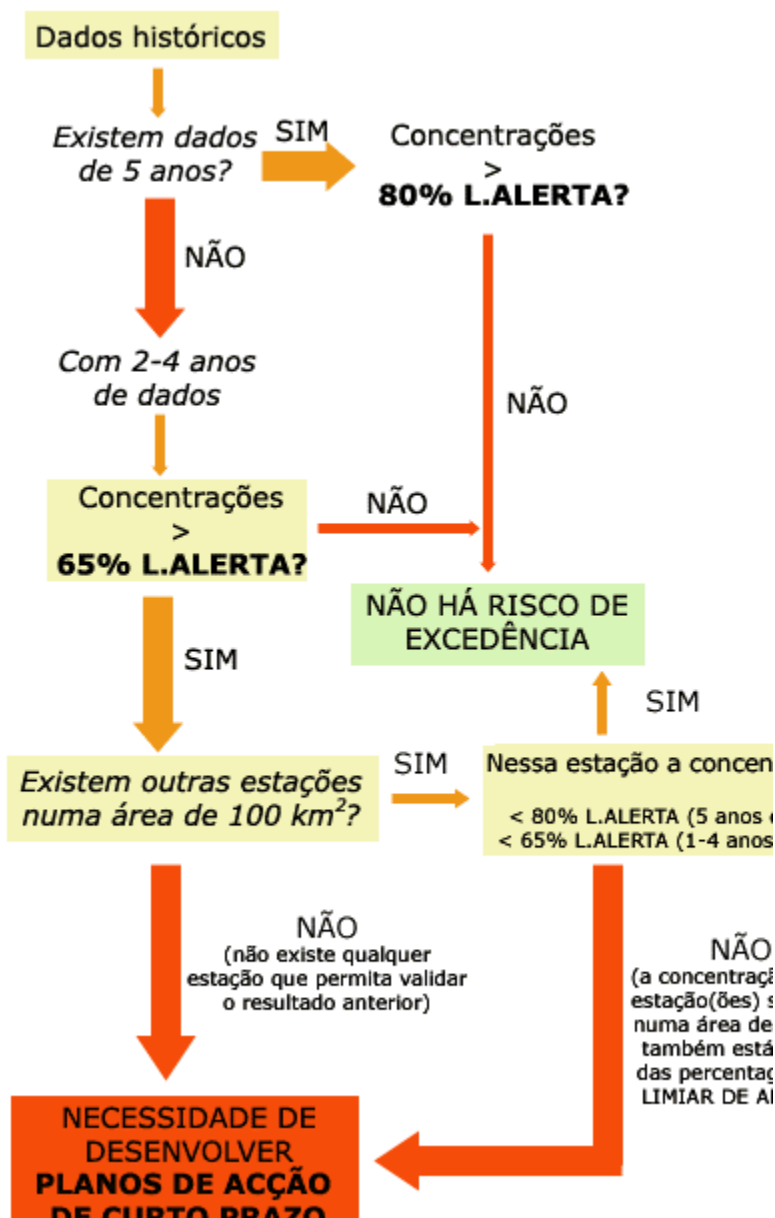 Dados históricos
Existem dados
de 5 anos?
SIM
Concentrações
>
80% L.ALERTA?
NÃO
Com 2-4 anos
de dados
NÃO
Concentrações
>
65% L.ALERTA?
NÃO
NÃO HÁ RISCO DE
EXCEDÊNCIA
SIM
SIM
Existem outras estações
numa área de 100 km²?
SIM
Nessa estação a concen
< 80% L.ALERTA (5 anos
< 65% L.ALERTA (1-4 anos
NÃO
(não existe qualquer
estação que permita validar
o resultado anterior)
NÃO
(a concentraçã
estação(ões) s
numa área de
também está
das percentag
LIMIAR DE A
NECESSIDADE DE
DESENVOLVER
PLANOS DE ACÇÃO
DE CURTO PRAZO